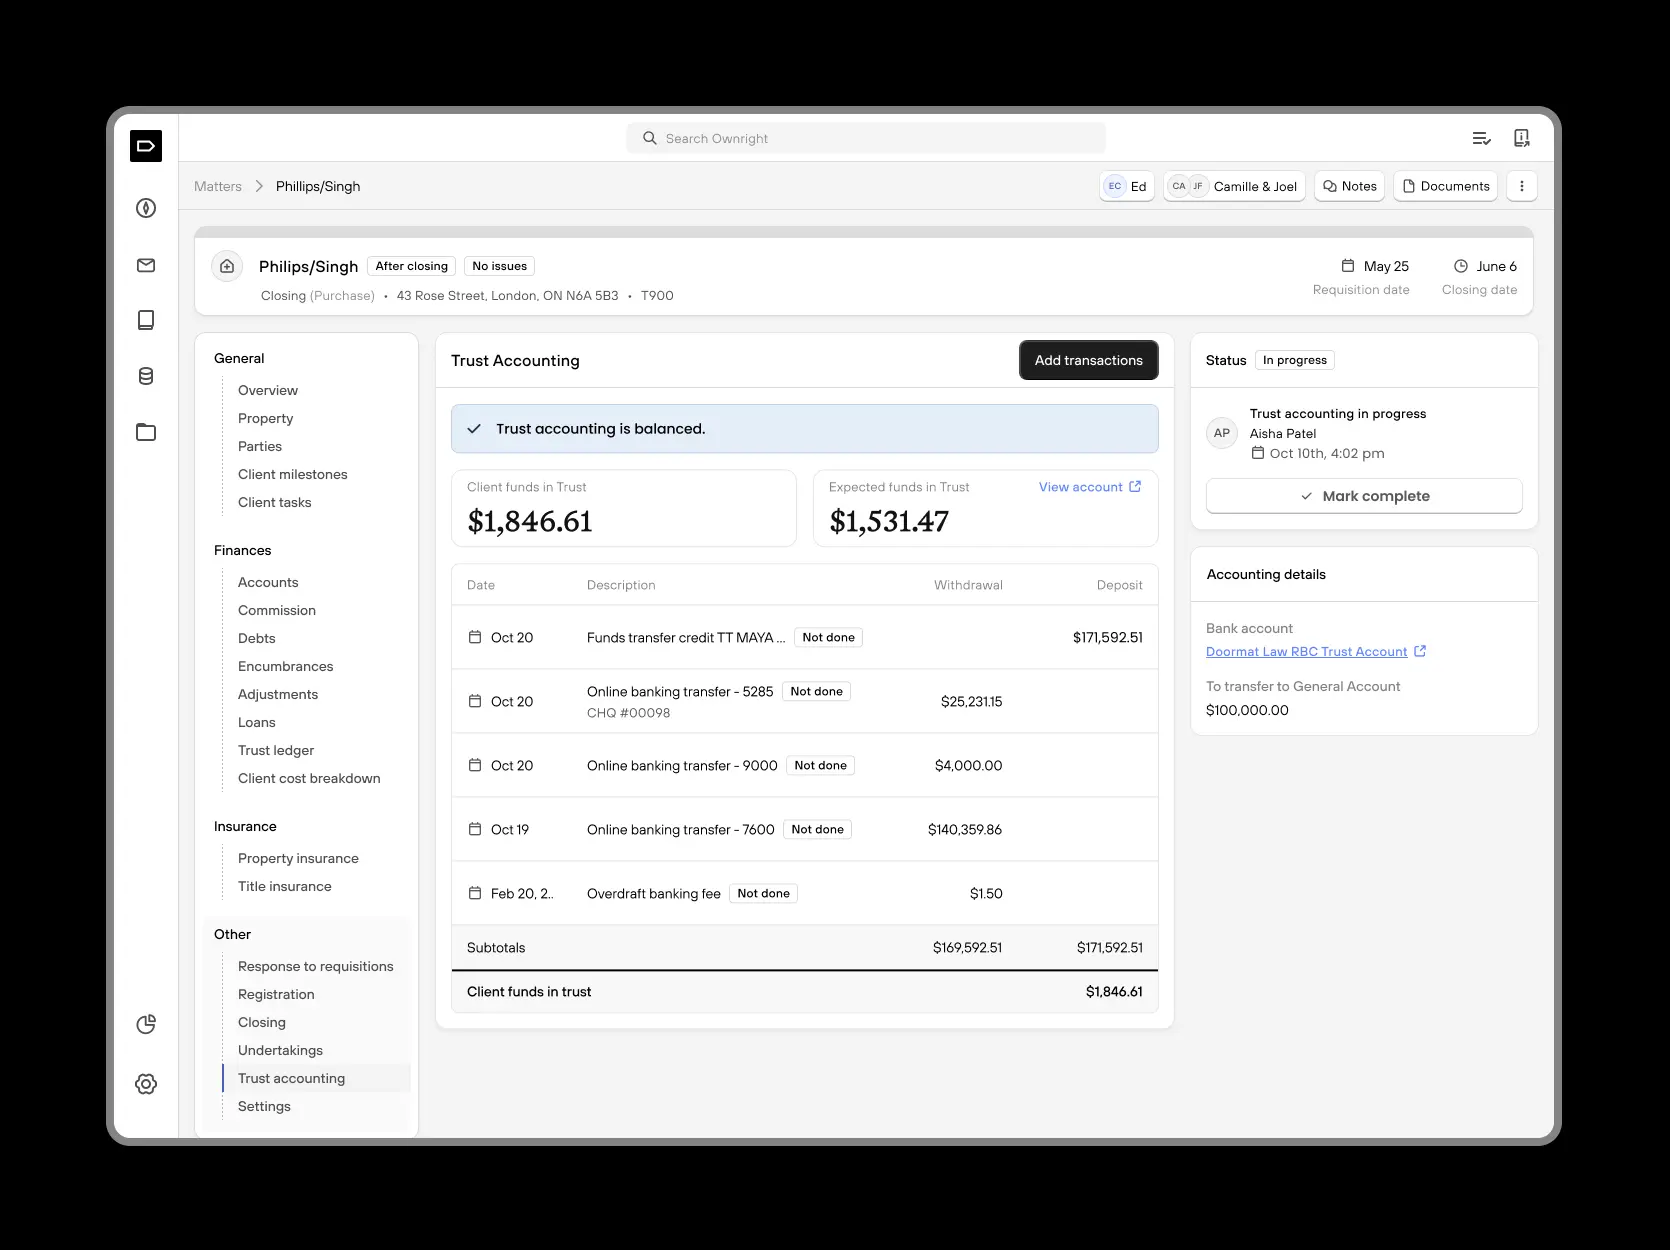 Search Ownright
Matters > Phillips/Singh
EC Ed
CA JF Camille & Joel
Notes
Documents
Philips/Singh After closing No issues
Closing (Purchase) • 43 Rose Street, London, ON N6A 5B3 • T900
May 25
Requisition date
June 6
Closing date
General
Overview
Property
Parties
Client milestones
Client tasks
Finances
Accounts
Commission
Debts
Encumbrances
Adjustments
Loans
Trust ledger
Client cost breakdown
Insurance
Property insurance
Title insurance
Other
Response to requisitions
Registration
Closing
Undertakings
Trust accounting
Settings
Trust Accounting
Add transactions
Trust accounting is balanced.
Client funds in Trust
$1,846.61
Expected funds in Trust View account
$1,531.47
Date Description Withdrawal Deposit
Oct 20 Funds transfer credit TT MAYA ... Not done $171,592.51
Oct 20 Online banking transfer - 5285 Not done $25,231.15
CHQ #00098
Oct 20 Online banking transfer - 9000 Not done $4,000.00
Oct 19 Online banking transfer - 7600 Not done $140,359.86
Feb 20, 2.. Overdraft banking fee Not done $1.50
Subtotals $169,592.51 $171,592.51
Client funds in trust $1,846.61
Status In progress
Trust accounting in progress
AP Aisha Patel
Oct 10th, 4:02 pm
Mark complete
Accounting details
Bank account
Doormat Law RBC Trust Account
To transfer to General Account
$100,000.00